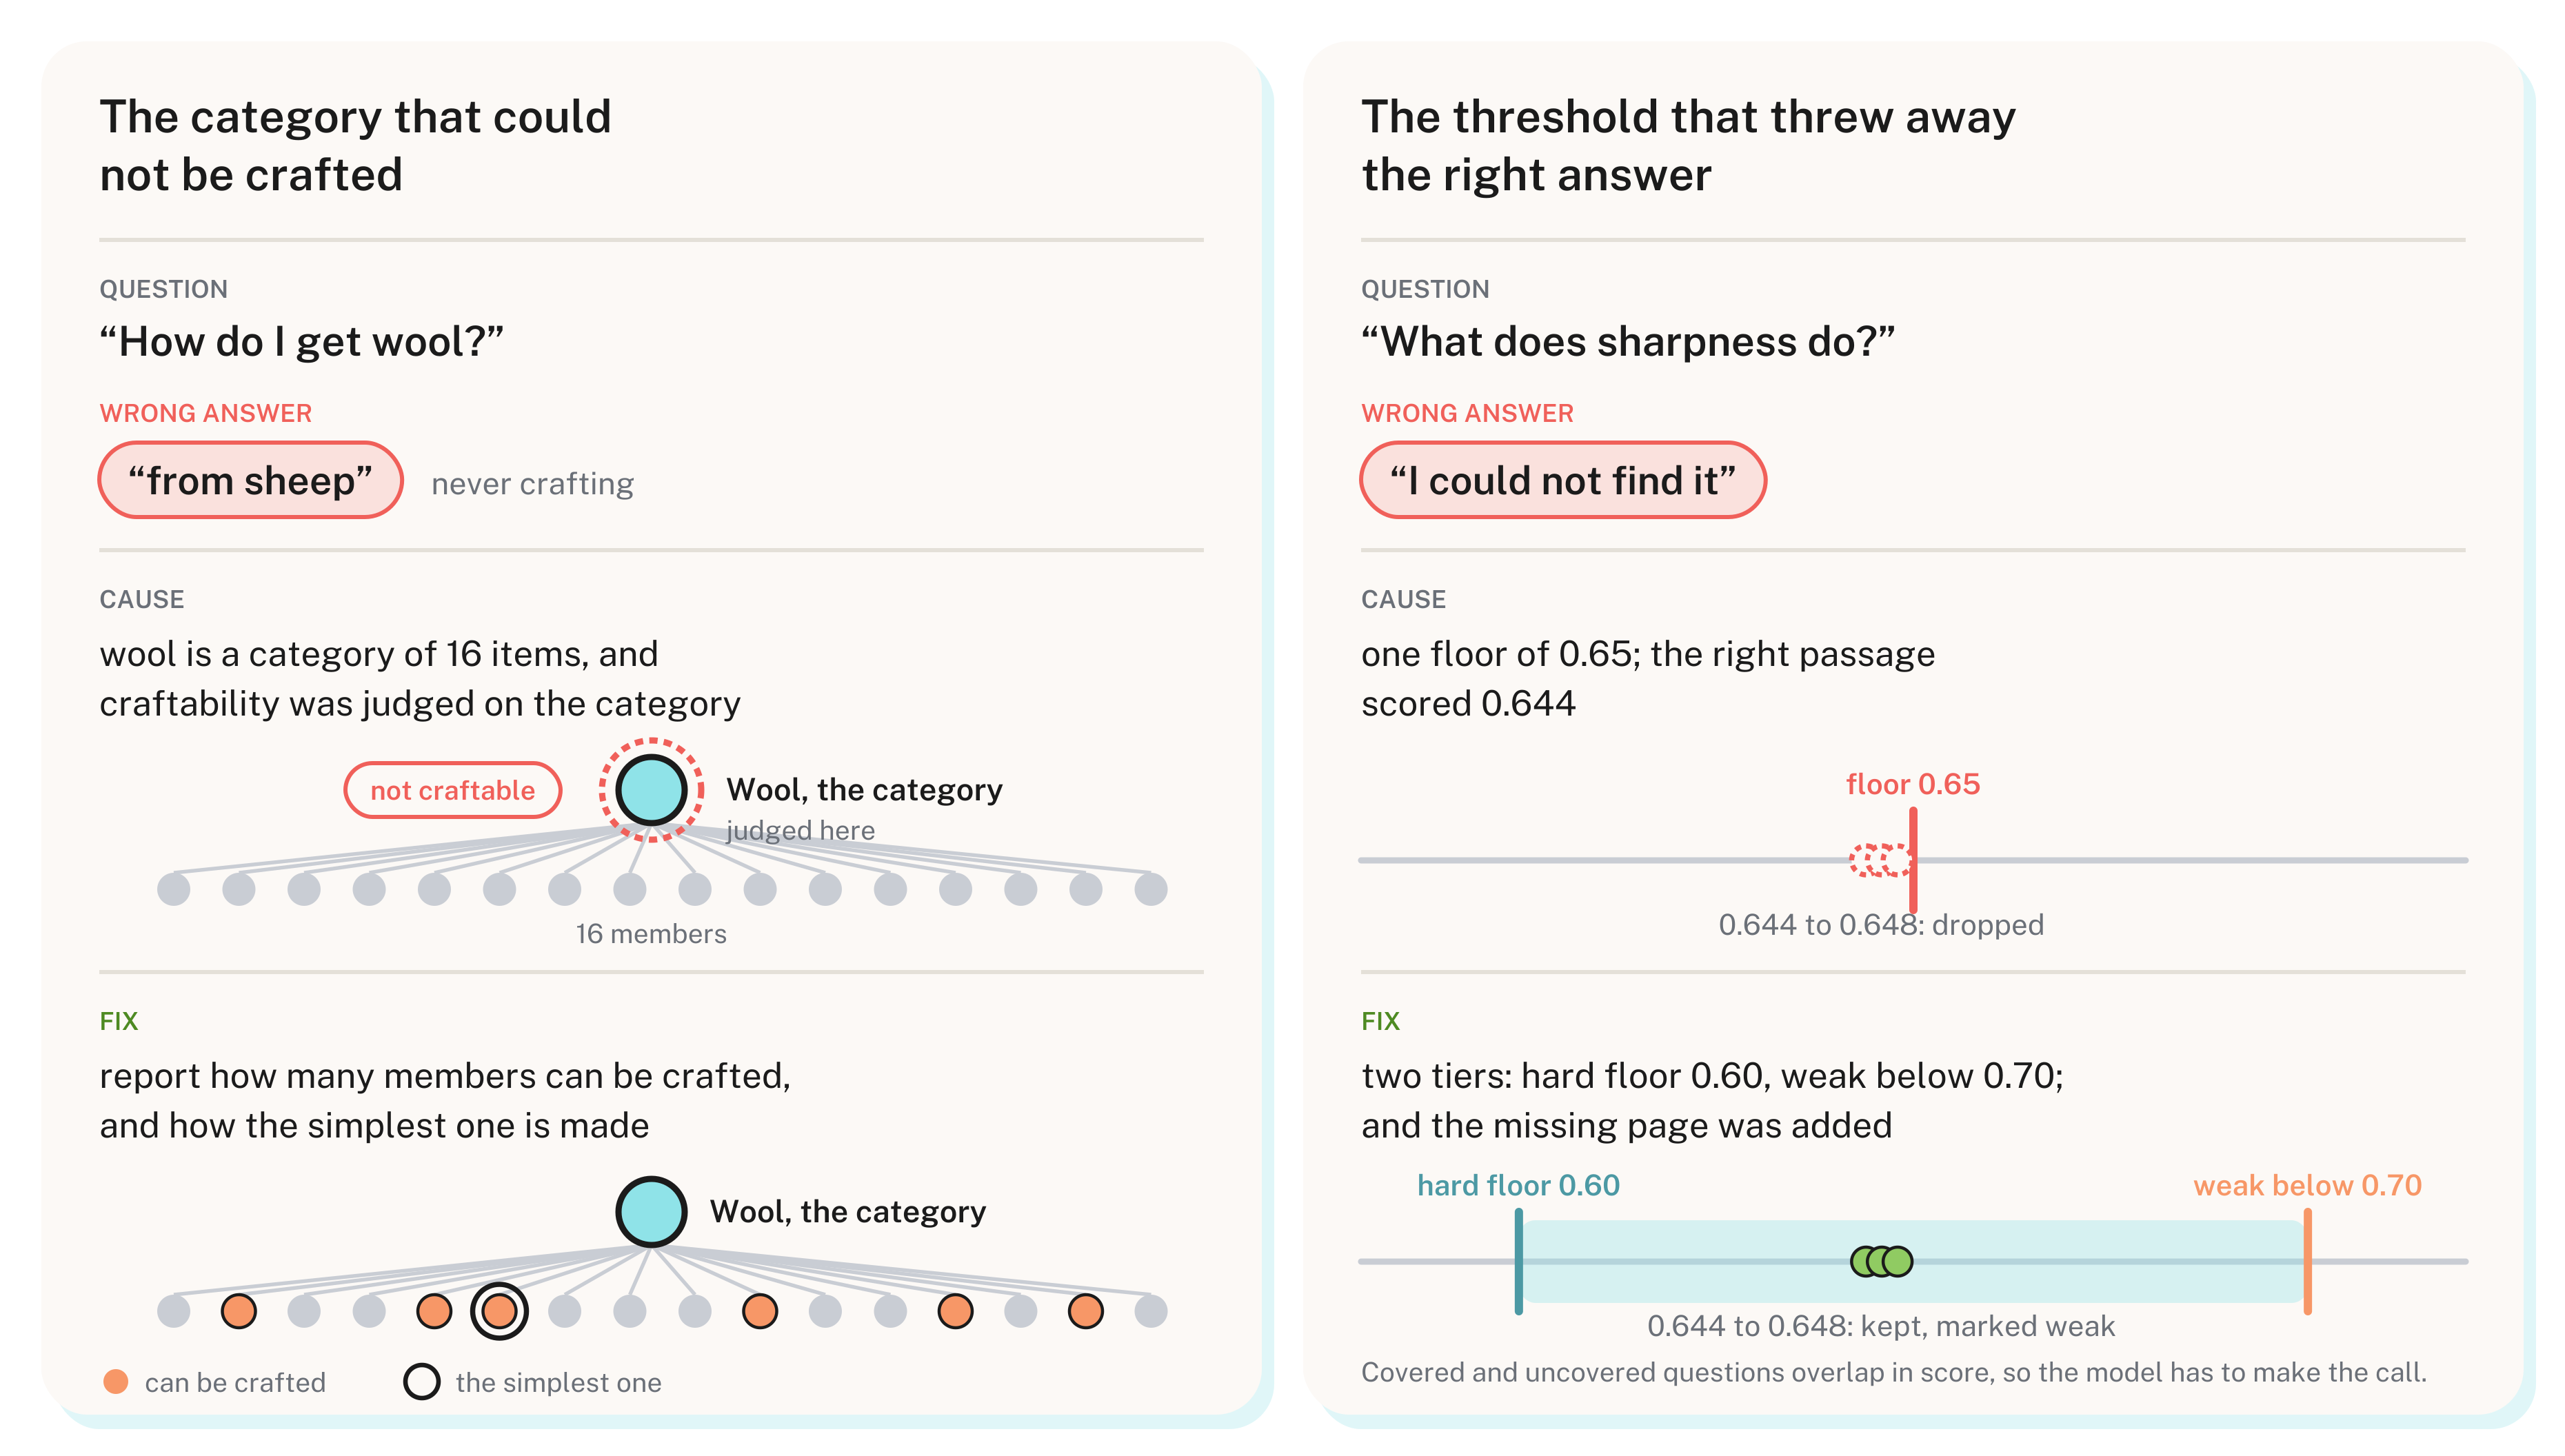 The category that could
not be crafted
QUESTION
“How do I get wool?”
WRONG ANSWER
“from sheep” never crafting
CAUSE
wool is a category of 16 items, and
craftability was judged on the category
not craftable
Wool, the category
judged here
16 members
FIX
report how many members can be crafted,
and how the simplest one is made
Wool, the category
can be crafted
the simplest one
The threshold that threw away
the right answer
QUESTION
“What does sharpness do?”
WRONG ANSWER
“I could not find it”
CAUSE
one floor of 0.65; the right passage
scored 0.644
floor 0.65
0.644 to 0.648: dropped
FIX
two tiers: hard floor 0.60, weak below 0.70;
and the missing page was added
hard floor 0.60
weak below 0.70
0.644 to 0.648: kept, marked weak
Covered and uncovered questions overlap in score, so the model has to make the call.